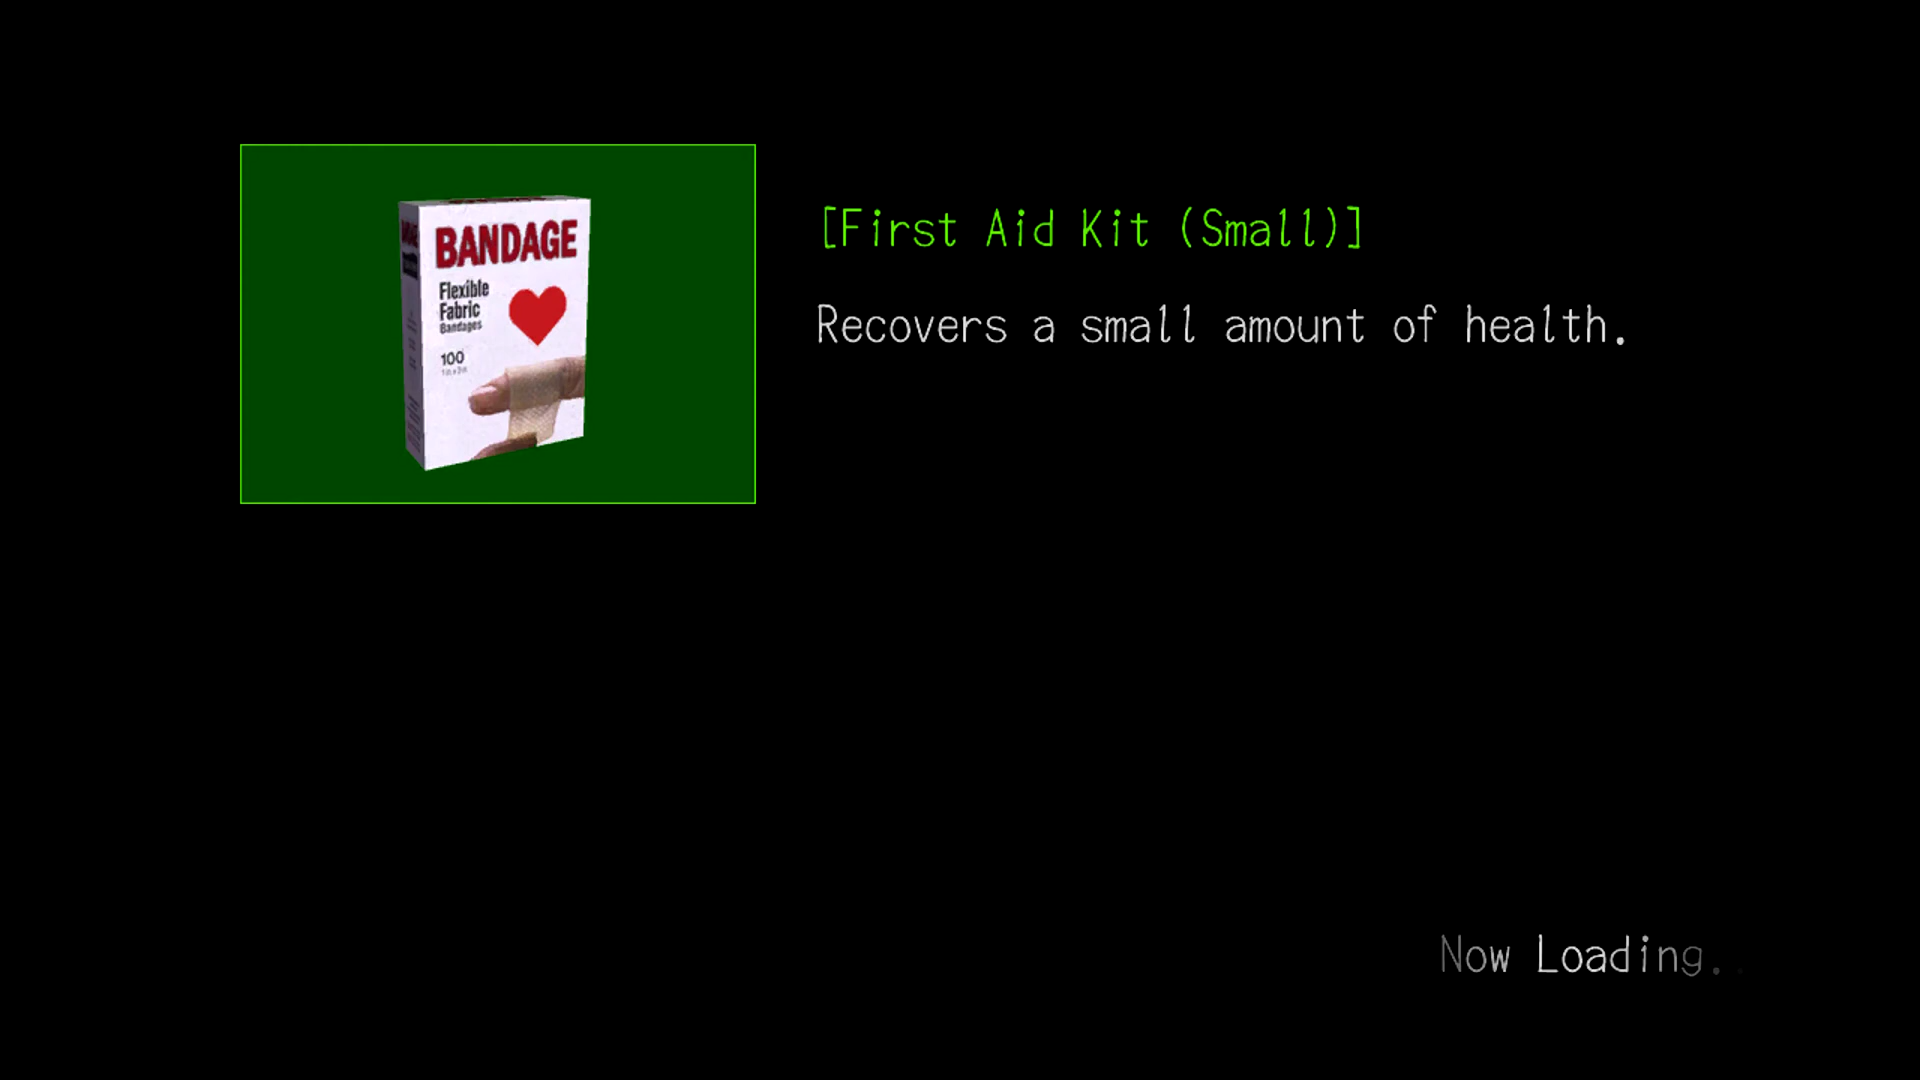 BANDAGE
Flexible
Fabric
Bandages
100
[First Aid Kit (Small)]
Recovers a small amount of health.
Now Loading..